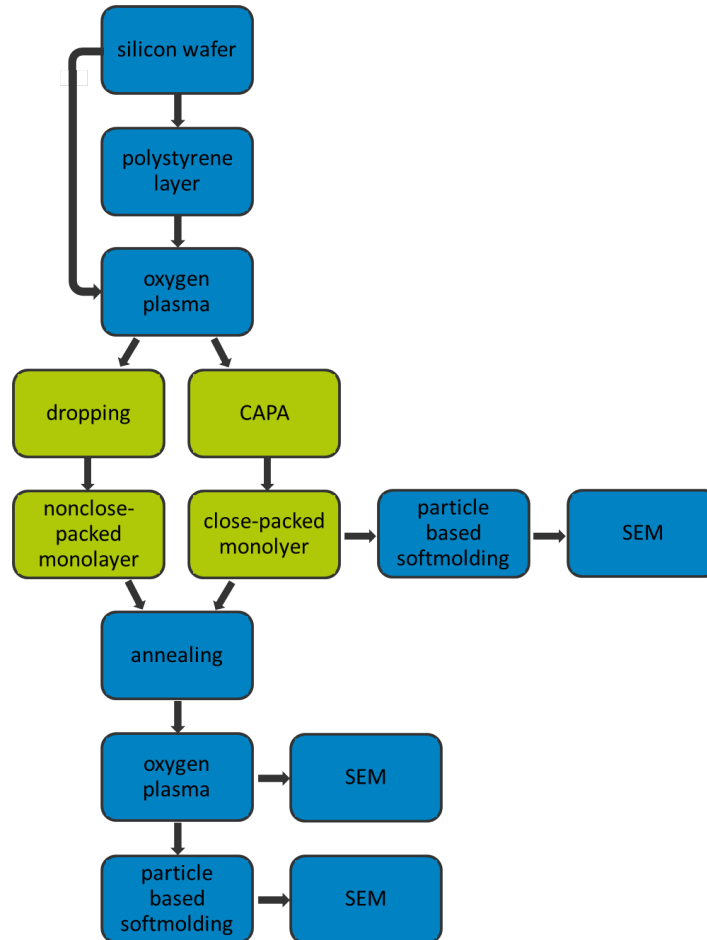 silicon wafer
polystyrene
layer
oxygen
plasma
dropping
CAPA
nonclose-
packed
monolayer
close-packed
monolyer
particle
based
softmolding
SEM
annealing
oxygen
plasma
SEM
particle
based
softmolding
SEM